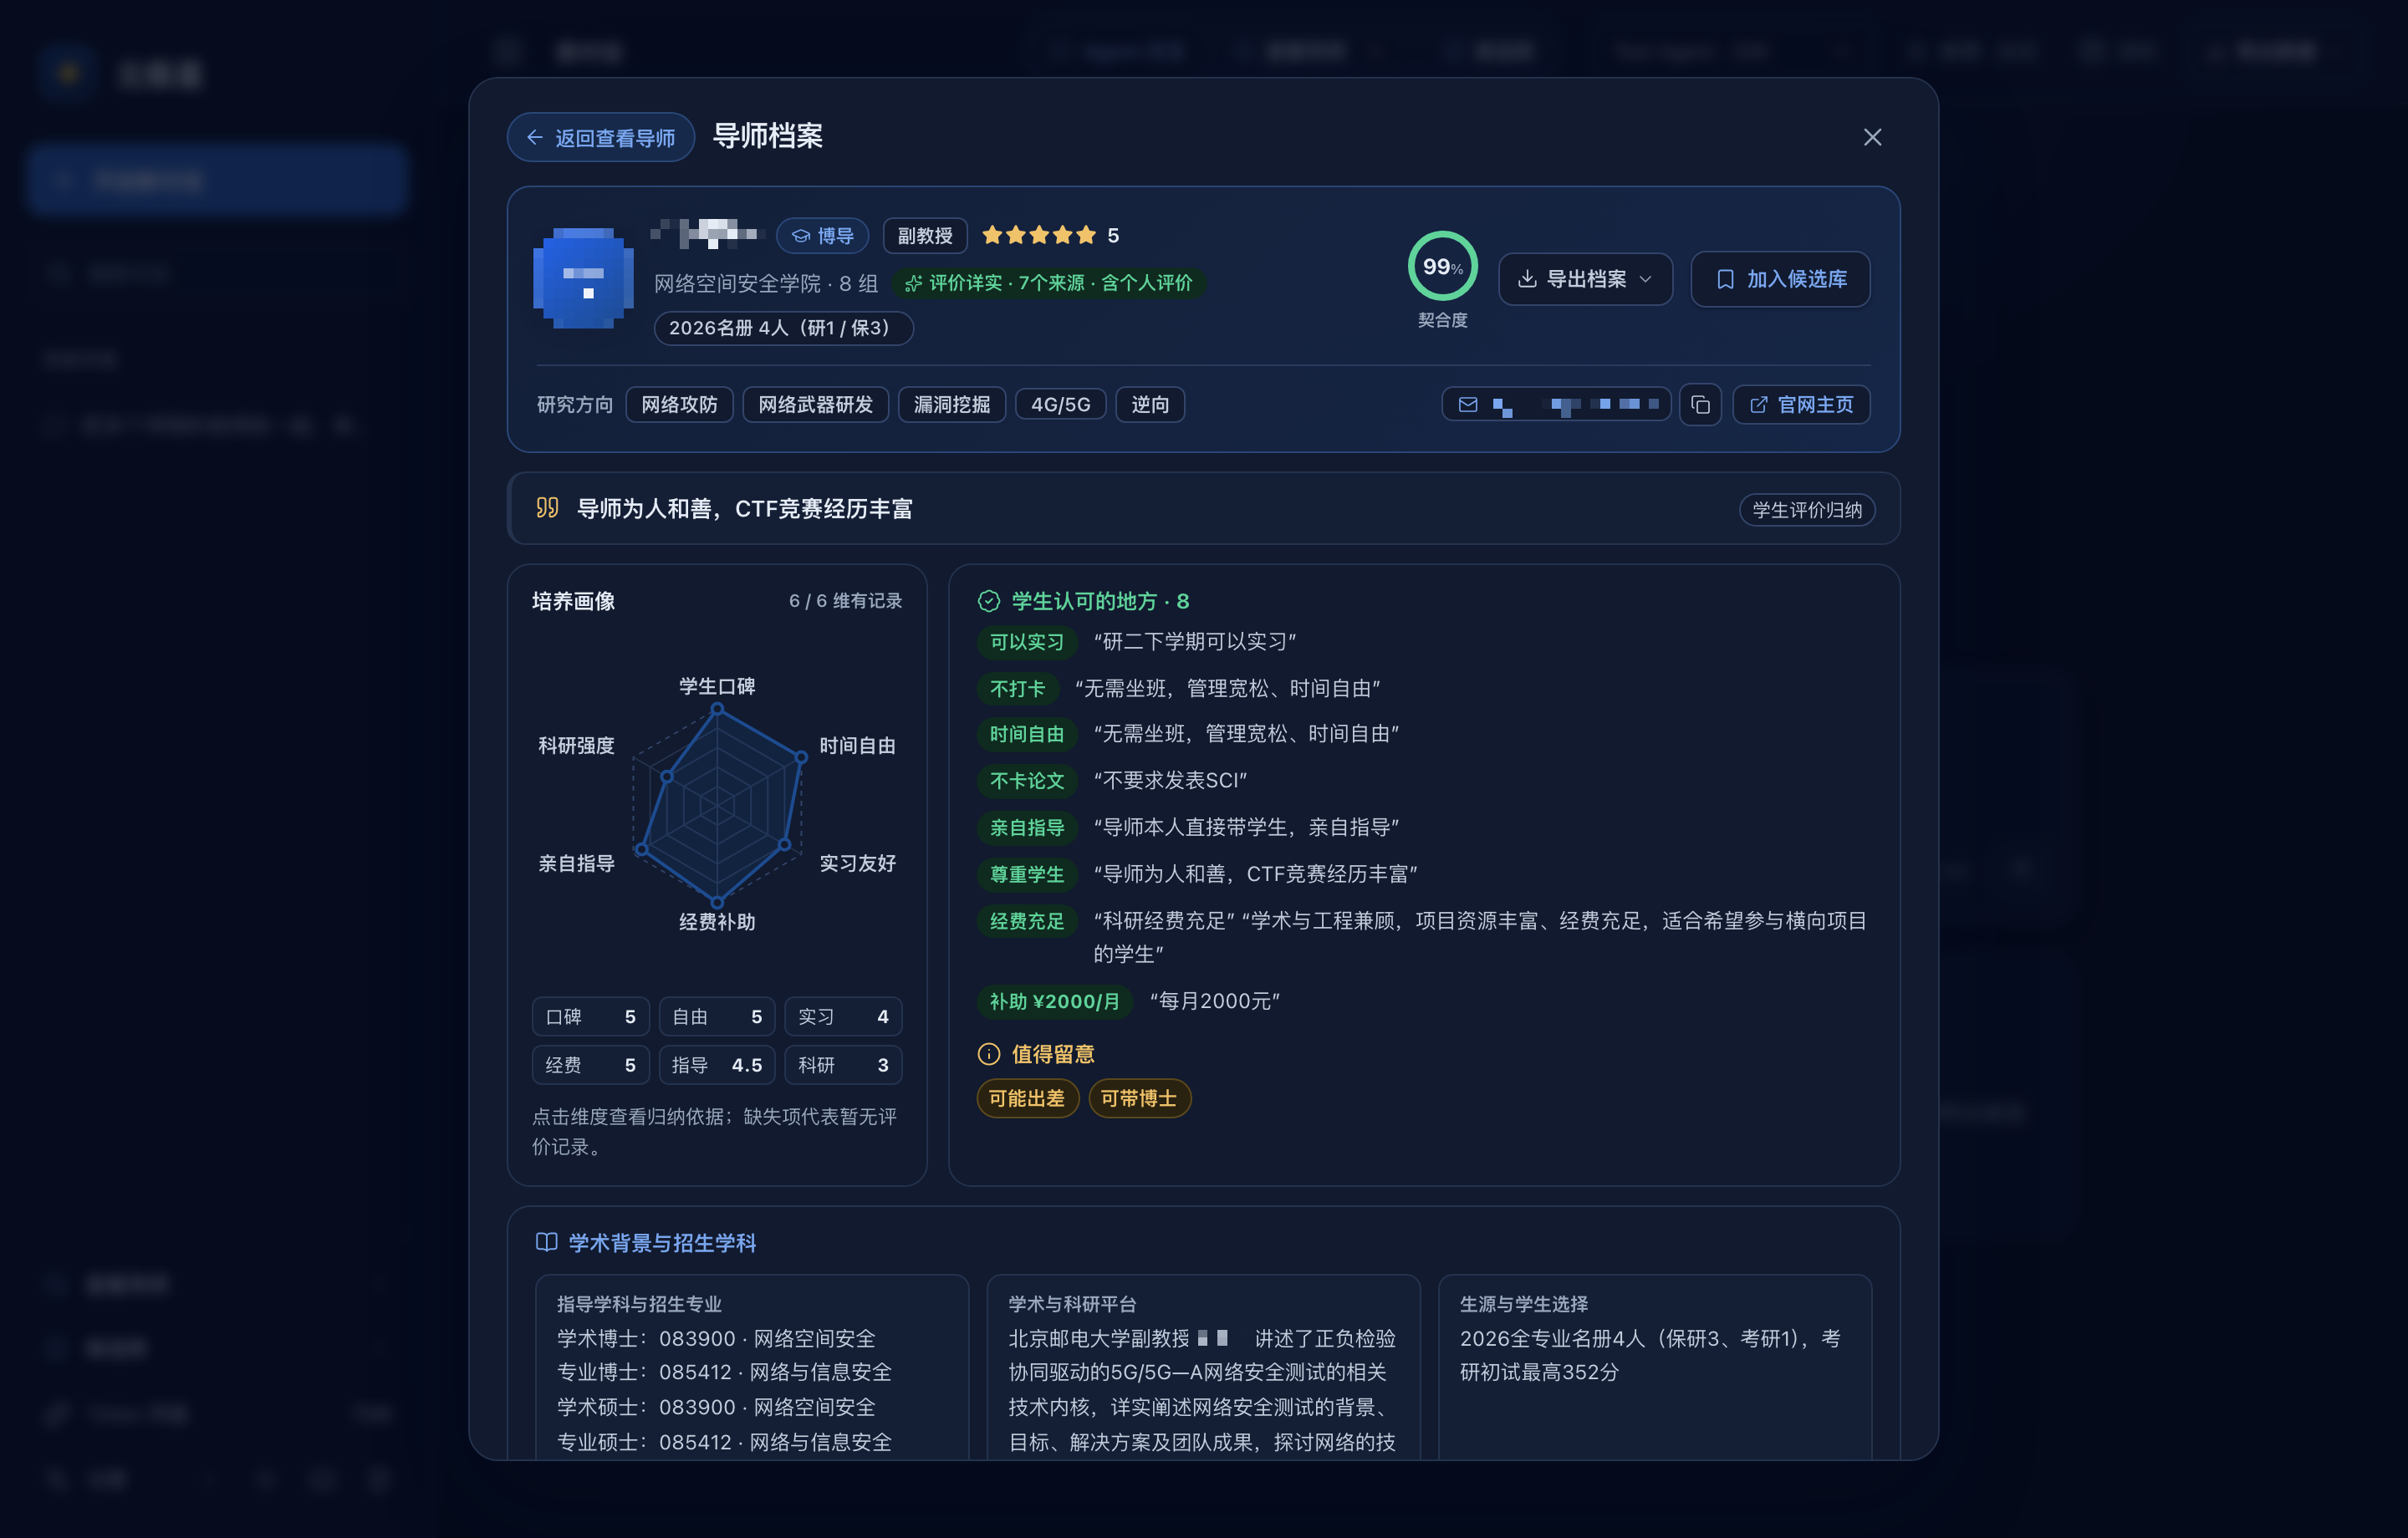 返回查看导师
导师档案
博导
副教授
5
网络空间安全学院 · 8 组
评价详实 · 7个来源 · 含个人评价
2026名册 4人（研1 / 保3）
99%
契合度
导出档案
加入候选库
研究方向
网络攻防
网络武器研发
漏洞挖掘
4G/5G
逆向
官网主页
导师为人和善，CTF竞赛经历丰富
学生评价归纳
培养画像
6 / 6 维有记录
学生口碑
科研强度
时间自由
亲自指导
实习友好
经费补助
口碑 5
自由 5
实习 4
经费 5
指导 4.5
科研 3
点击维度查看归纳依据；缺失项代表暂无评
价记录。
学生认可的地方 · 8
可以实习 “研二下学期可以实习”
不打卡 “无需坐班，管理宽松、时间自由”
时间自由 “无需坐班，管理宽松、时间自由”
不卡论文 “不要求发表SCI”
亲自指导 “导师本人直接带学生，亲自指导”
尊重学生 “导师为人和善，CTF竞赛经历丰富”
经费充足 “科研经费充足” “学术与工程兼顾，项目资源丰富、经费充足，适合希望参与横向项目
的学生”
补助 ¥2000/月 “每月2000元”
值得留意
可能出差
可带博士
学术背景与招生学科
指导学科与招生专业
学术博士：083900 · 网络空间安全
专业博士：085412 · 网络与信息安全
学术硕士：083900 · 网络空间安全
专业硕士：085412 · 网络与信息安全
学术与科研平台
北京邮电大学副教授 讲述了正负检验
协同驱动的5G/5G—A网络安全测试的相关
技术内核，详实阐述网络安全测试的背景、
目标、解决方案及团队成果，探讨网络的技
生源与学生选择
2026全专业名册4人（保研3、考研1），考
研初试最高352分